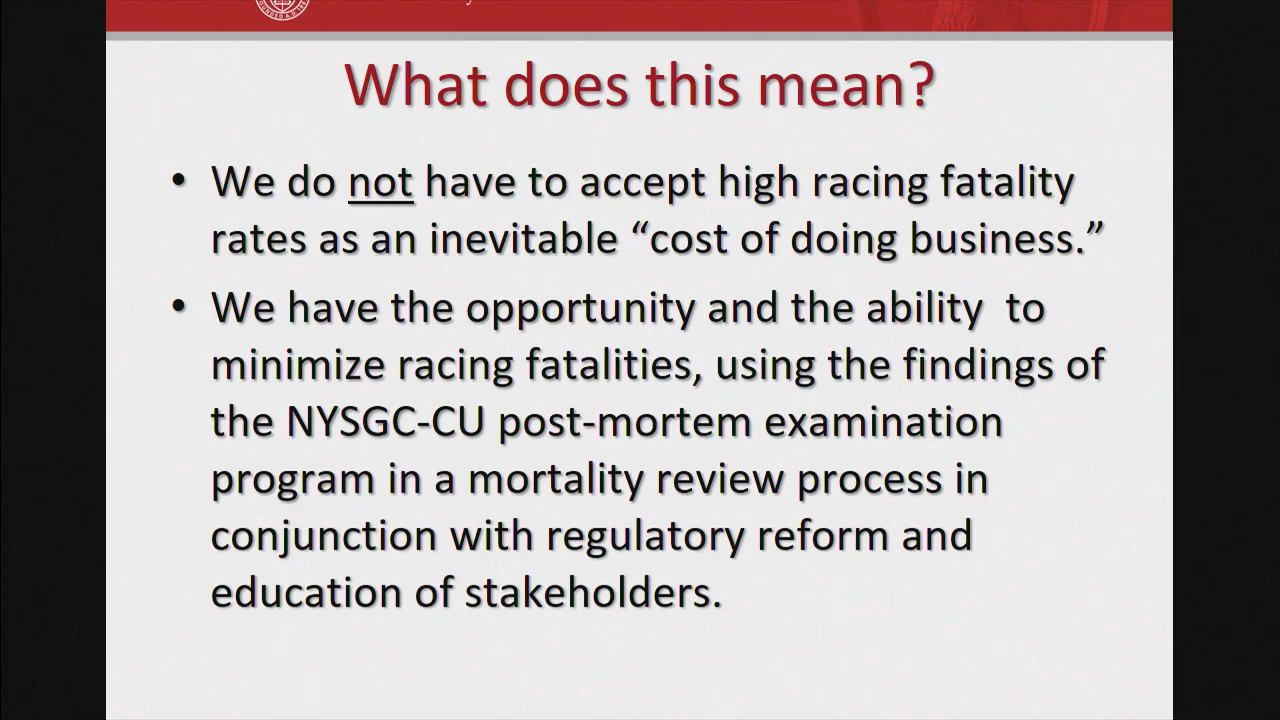 What does this mean?
• We do not have to accept high racing fatality
rates as an inevitable “cost of doing business.”
• We have the opportunity and the ability  to
minimize racing fatalities, using the findings of
the NYSGC-CU post-mortem examination
program in a mortality review process in
conjunction with regulatory reform and
education of stakeholders.